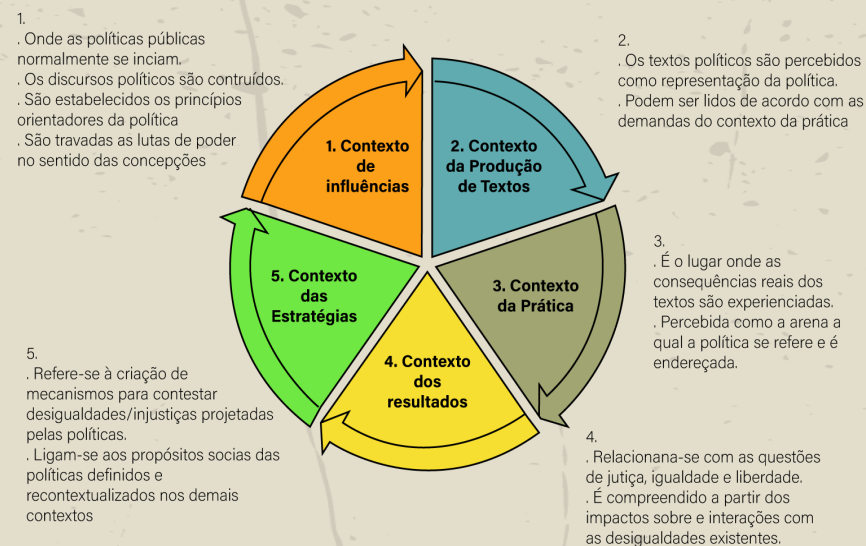 1.
. Onde as políticas públicas
normalmente se inciam.
. Os discursos políticos são contruídos.
. São estabelecidos os princípios
orientadores da política
. São travadas as lutas de poder
no sentido das concepções
2.
. Os textos políticos são percebidos
como representação da política.
. Podem ser lidos de acordo com as
demandas do contexto da prática
1. Contexto
de
influências
2. Contexto
da Produção
de Textos
3. Contexto
da Prática
4. Contexto
dos
resultados
5. Contexto
das
Estratégias
3.
. É o lugar onde as
consequências reais dos
textos são experienciadas.
. Percebida como a arena a
qual a política se refere e é
endereçada.
4.
. Relacionana-se com as questões
de jutiça, igualdade e liberdade.
. É compreendido a partir dos
impactos sobre e interações com
as desigualdades existentes.
5.
. Refere-se à criação de
mecanismos para contestar
desigualdades/injustiças projetadas
pelas políticas.
. Ligam-se aos propósitos socias das
políticas definidos e
recontextualizados nos demais
contextos